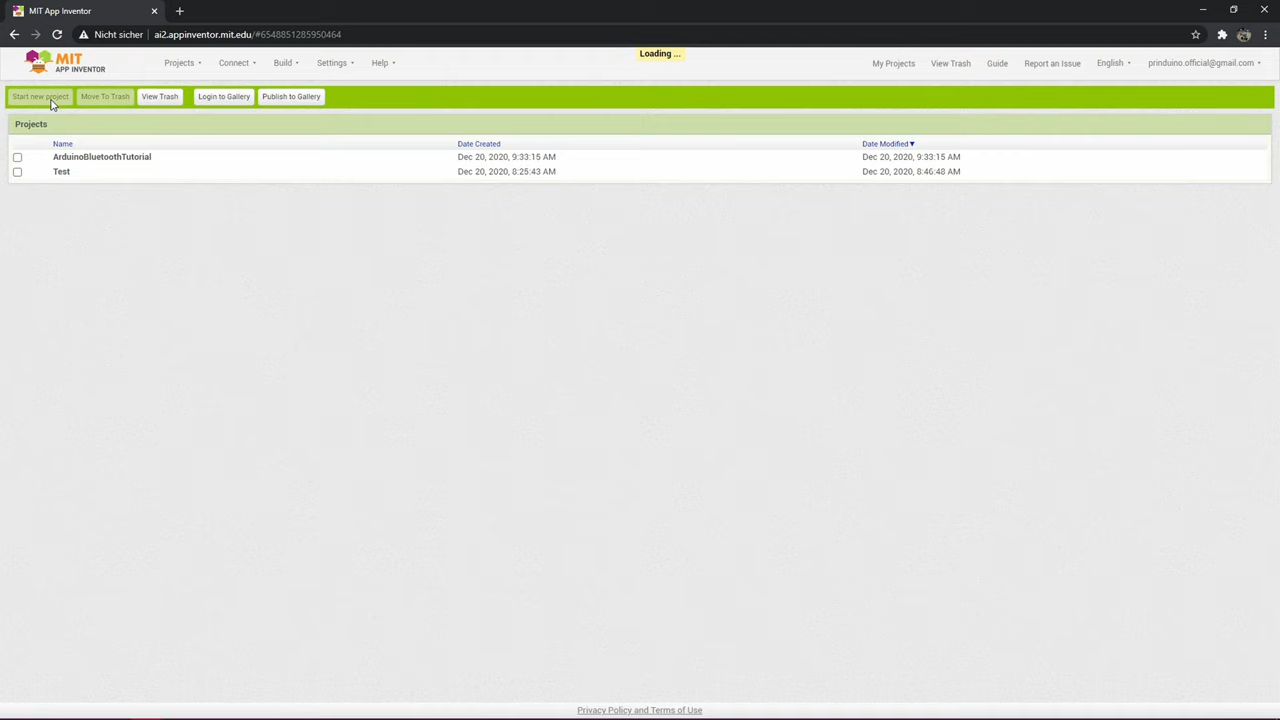 MIT App Inventor
Nicht sicher ai2.appinventor.mit.edu/#6548851285950464
MIT
APP INVENTOR
Projects Connect Build Settings Help
Loading ...
My Projects View Trash Guide Report an Issue English prinduino.official@gmail.com
Start new project Move To Trash View Trash Login to Gallery Publish to Gallery
Projects
Name Date Created Date Modified
ArduinoBluetoothTutorial Dec 20, 2020, 9:33:15 AM Dec 20, 2020, 9:33:15 AM
Test Dec 20, 2020, 8:25:43 AM Dec 20, 2020, 8:46:48 AM
Privacy Policy and Terms of Use